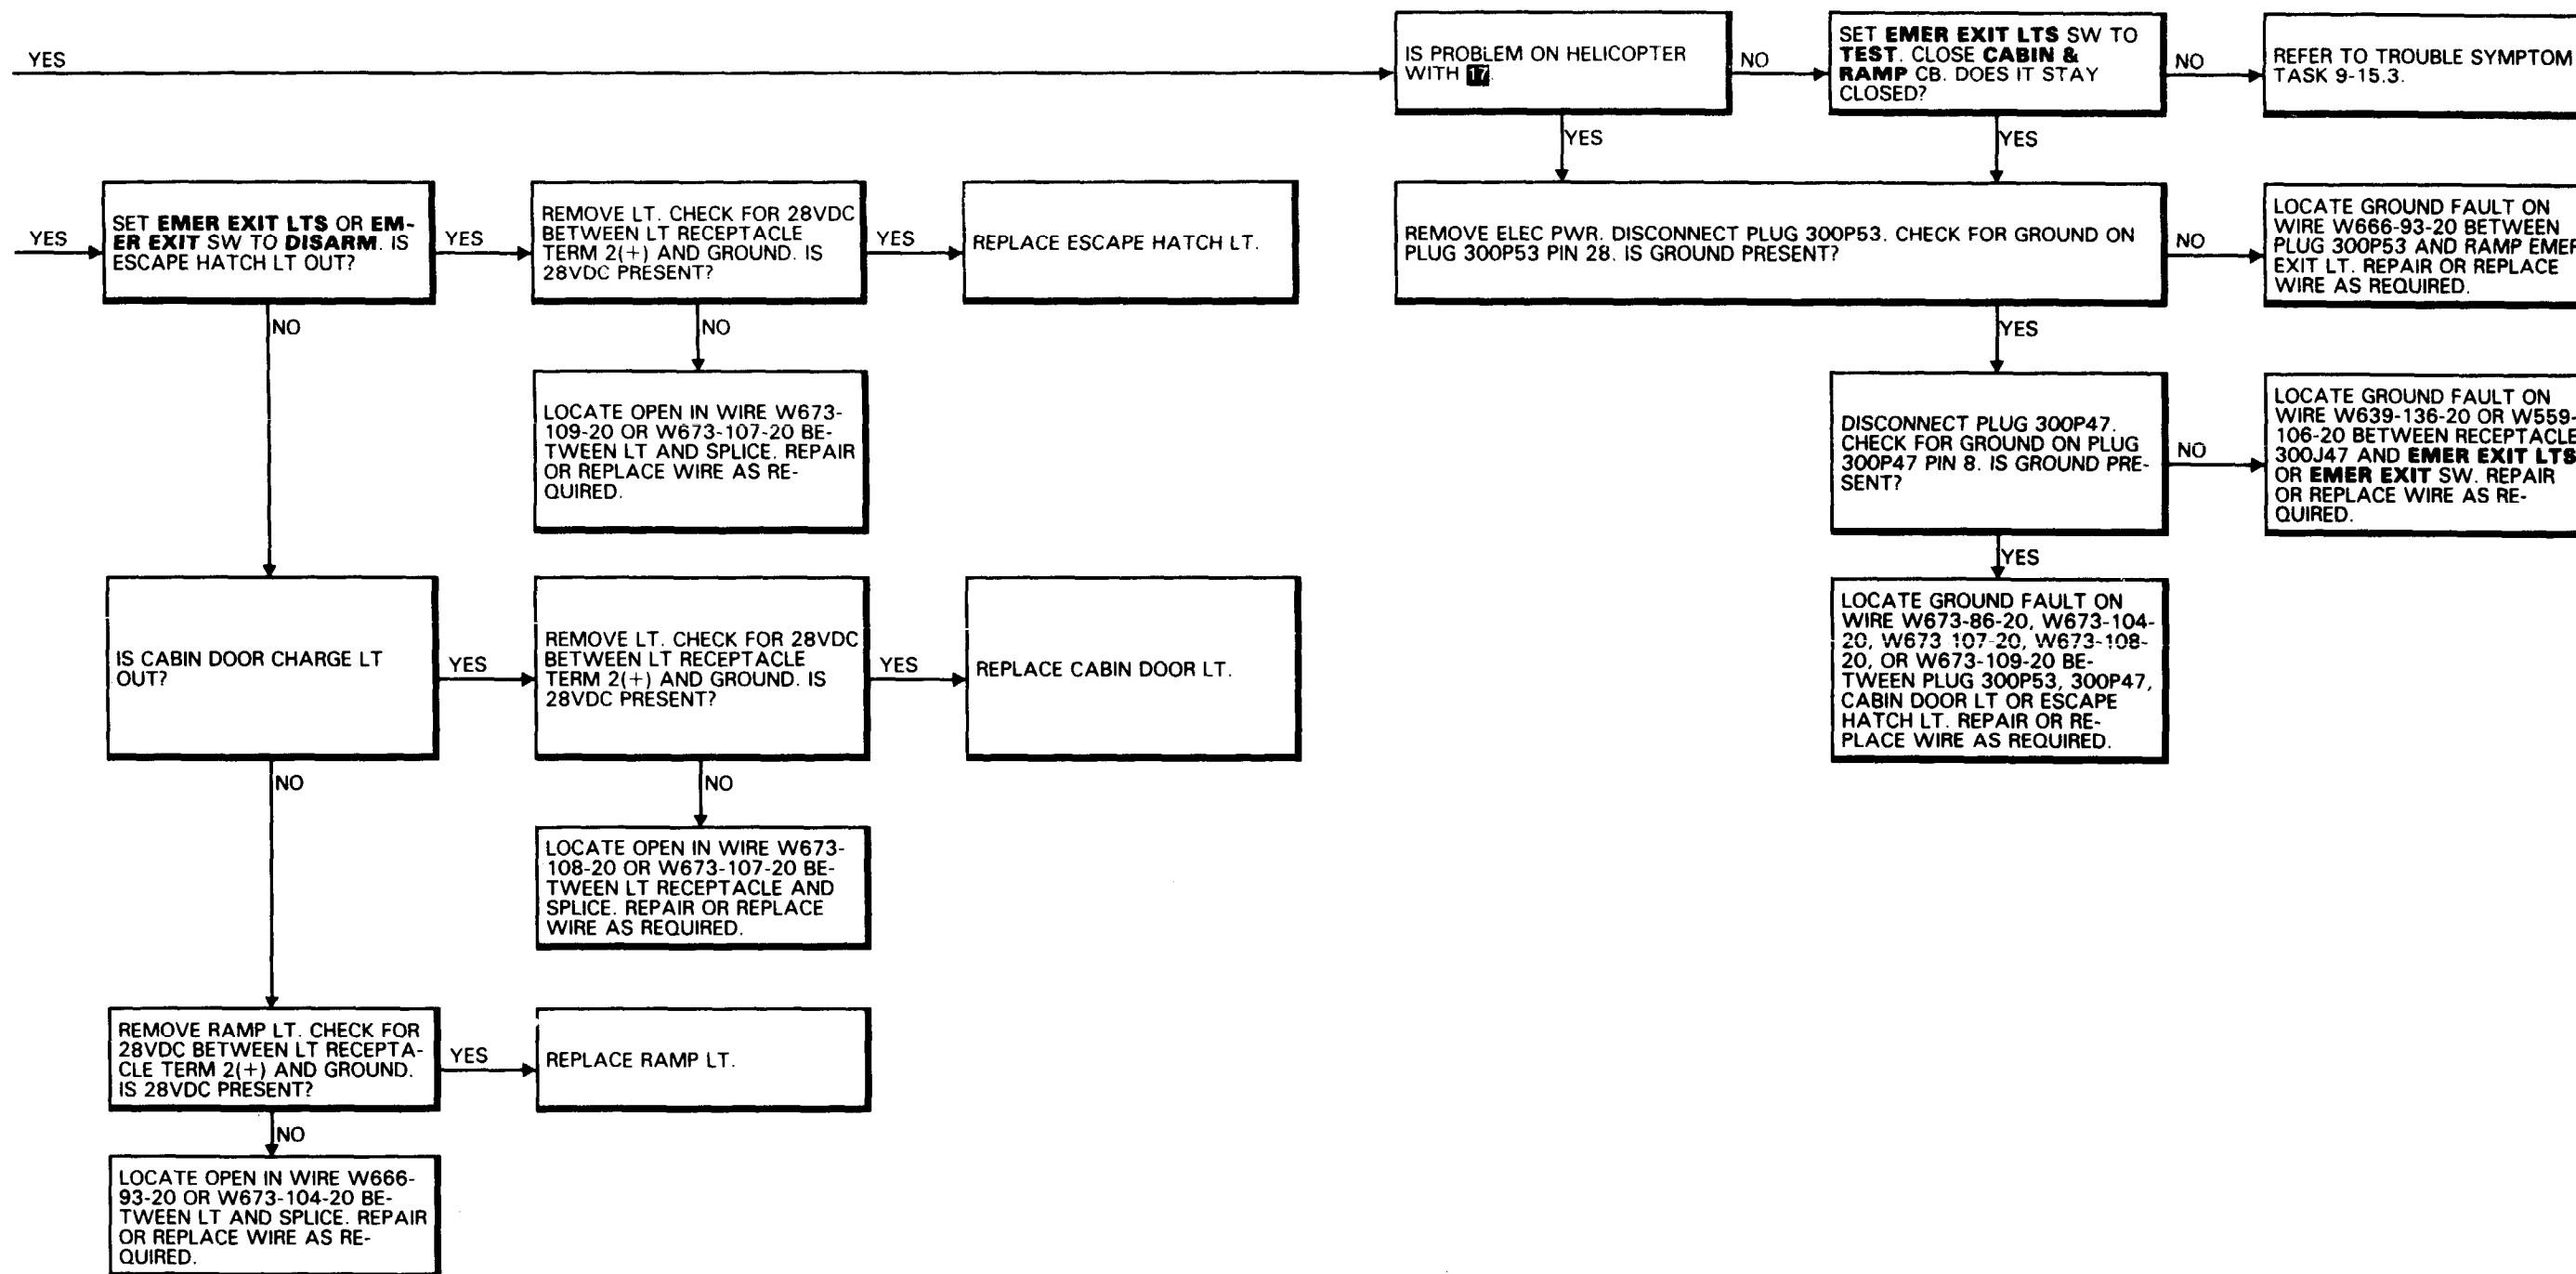 YES
IS PROBLEM ON HELICOPTER
WITH 17.
NO
SET EMER EXIT LTS SW TO
TEST. CLOSE CABIN &
RAMP CB. DOES IT STAY
CLOSED?
NO
REFER TO TROUBLE SYMPTOM
TASK 9-15.3.
YES
YES
YES
SET EMER EXIT LTS OR EM-
ER EXIT SW TO DISARM. IS
ESCAPE HATCH LT OUT?
YES
REMOVE LT. CHECK FOR 28VDC
BETWEEN LT RECEPTACLE
TERM 2(+) AND GROUND. IS
28VDC PRESENT?
YES
REPLACE ESCAPE HATCH LT.
REMOVE ELEC PWR. DISCONNECT PLUG 300P53. CHECK FOR GROUND ON
PLUG 300P53 PIN 28. IS GROUND PRESENT?
NO
LOCATE GROUND FAULT ON
WIRE W666-93-20 BETWEEN
PLUG 300P53 AND RAMP EMER
EXIT LT. REPAIR OR REPLACE
WIRE AS REQUIRED.
NO
NO
YES
LOCATE OPEN IN WIRE W673-
109-20 OR W673-107-20 BE-
TWEEN LT AND SPLICE. REPAIR
OR REPLACE WIRE AS RE-
QUIRED.
DISCONNECT PLUG 300P47.
CHECK FOR GROUND ON PLUG
300P47 PIN 8. IS GROUND PRE-
SENT?
NO
LOCATE GROUND FAULT ON
WIRE W639-136-20 OR W559-
106-20 BETWEEN RECEPTACLE
300J47 AND EMER EXIT LTS
OR EMER EXIT SW. REPAIR
OR REPLACE WIRE AS RE-
QUIRED.
YES
IS CABIN DOOR CHARGE LT
OUT?
YES
REMOVE LT. CHECK FOR 28VDC
BETWEEN LT RECEPTACLE
TERM 2(+) AND GROUND. IS
28VDC PRESENT?
YES
REPLACE CABIN DOOR LT.
LOCATE GROUND FAULT ON
WIRE W673-86-20, W673-104-
20, W673-107-20, W673-108-
20, OR W673-109-20 BE-
TWEEN PLUG 300P53, 300P47,
CABIN DOOR LT OR ESCAPE
HATCH LT. REPAIR OR RE-
PLACE WIRE AS REQUIRED.
NO
NO
LOCATE OPEN IN WIRE W673-
108-20 OR W673-107-20 BE-
TWEEN LT RECEPTACLE AND
SPLICE. REPAIR OR REPLACE
WIRE AS REQUIRED.
REMOVE RAMP LT. CHECK FOR
28VDC BETWEEN LT RECEPTA-
CLE TERM 2(+) AND GROUND.
IS 28VDC PRESENT?
YES
REPLACE RAMP LT.
NO
LOCATE OPEN IN WIRE W666-
93-20 OR W673-104-20 BE-
TWEEN LT AND SPLICE. REPAIR
OR REPLACE WIRE AS RE-
QUIRED.